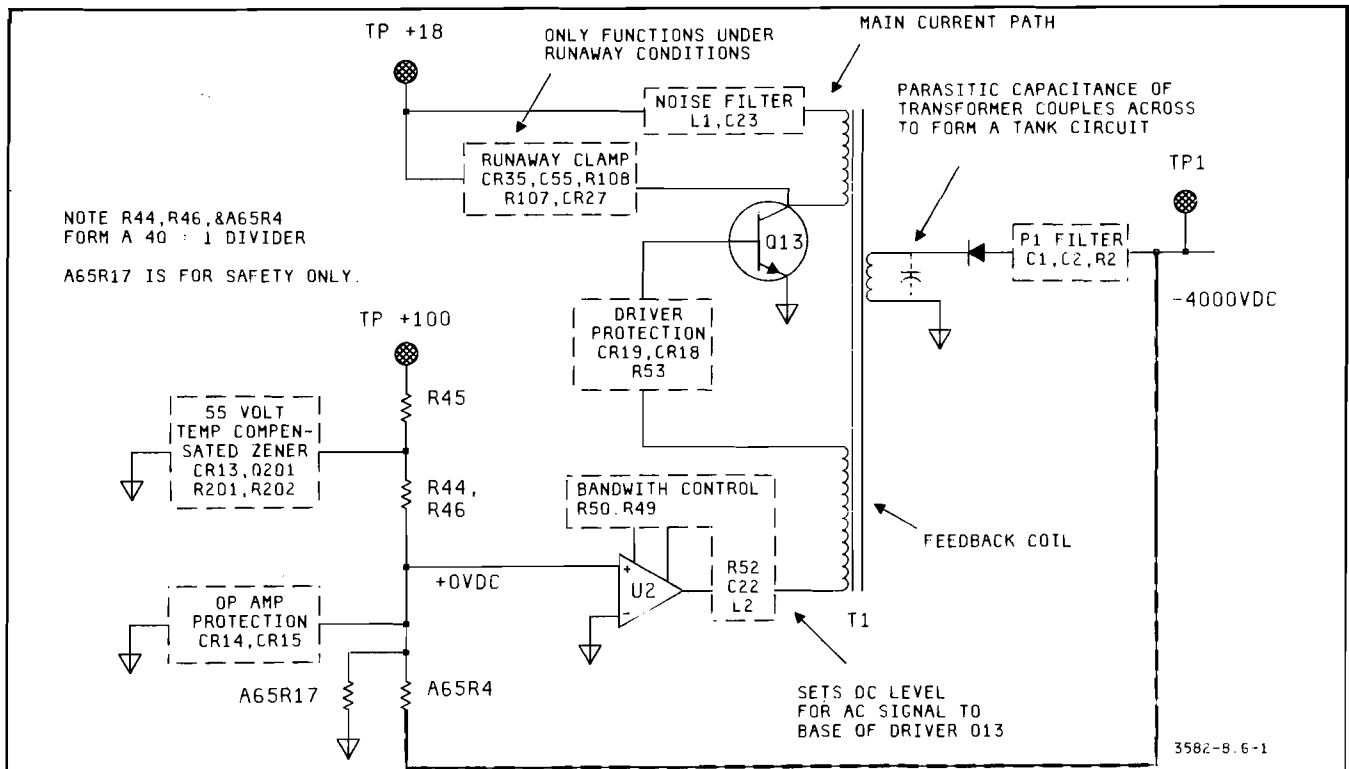 TP +18
ONLY FUNCTIONS UNDER
RUNAWAY CONDITIONS
MAIN CURRENT PATH
NOISE FILTER
L1,C23
PARASITIC CAPACITANCE OF
TRANSFORMER COUPLES ACROSS
TO FORM A TANK CIRCUIT
RUNAWAY CLAMP
CR35,C55,R108
R107,CR27
TP1
NOTE R44,R46,&A65R4
FORM A 40 : 1 DIVIDER
A65R17 IS FOR SAFETY ONLY.
Q13
P1 FILTER
C1,C2,R2
-4000VDC
TP +100
DRIVER
PROTECTION
CR19,CR18
R53
R45
55 VOLT
TEMP COMPEN-
SATED ZENER
CR13,Q201
R201,R202
R44,
R46
BANDWITH CONTROL
R50.R49
FEEDBACK COIL
+0VDC
+
U2
-
R52
C22
L2
T1
OP AMP
PROTECTION
CR14,CR15
A65R17
A65R4
SETS DC LEVEL
FOR AC SIGNAL TO
BASE OF DRIVER Q13
3582-8.6-1